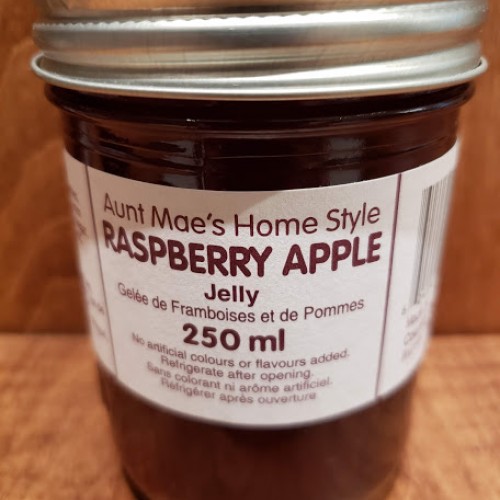 Aunt Mae's Home Style
RASPBERRY APPLE
Jelly
Gelée de Framboises et de Pommes
250 ml
No artificial colours or flavours added.
Refrigerate after opening.
Sans colorant ni arôme artificiel.
Refrigérer après ouverture